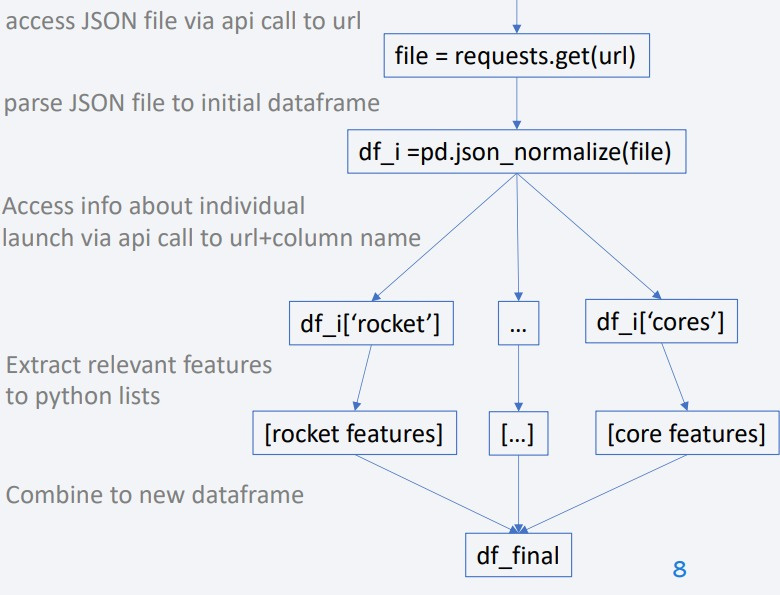 access JSON file via api call to url
file = requests.get(url)
parse JSON file to initial dataframe
df_i =pd.json_normalize(file)
Access info about individual
launch via api call to url+column name
df_i[‘rocket’]
...
df_i[‘cores’]
Extract relevant features
to python lists
[rocket features]
[...]
[core features]
Combine to new dataframe
df_final
8